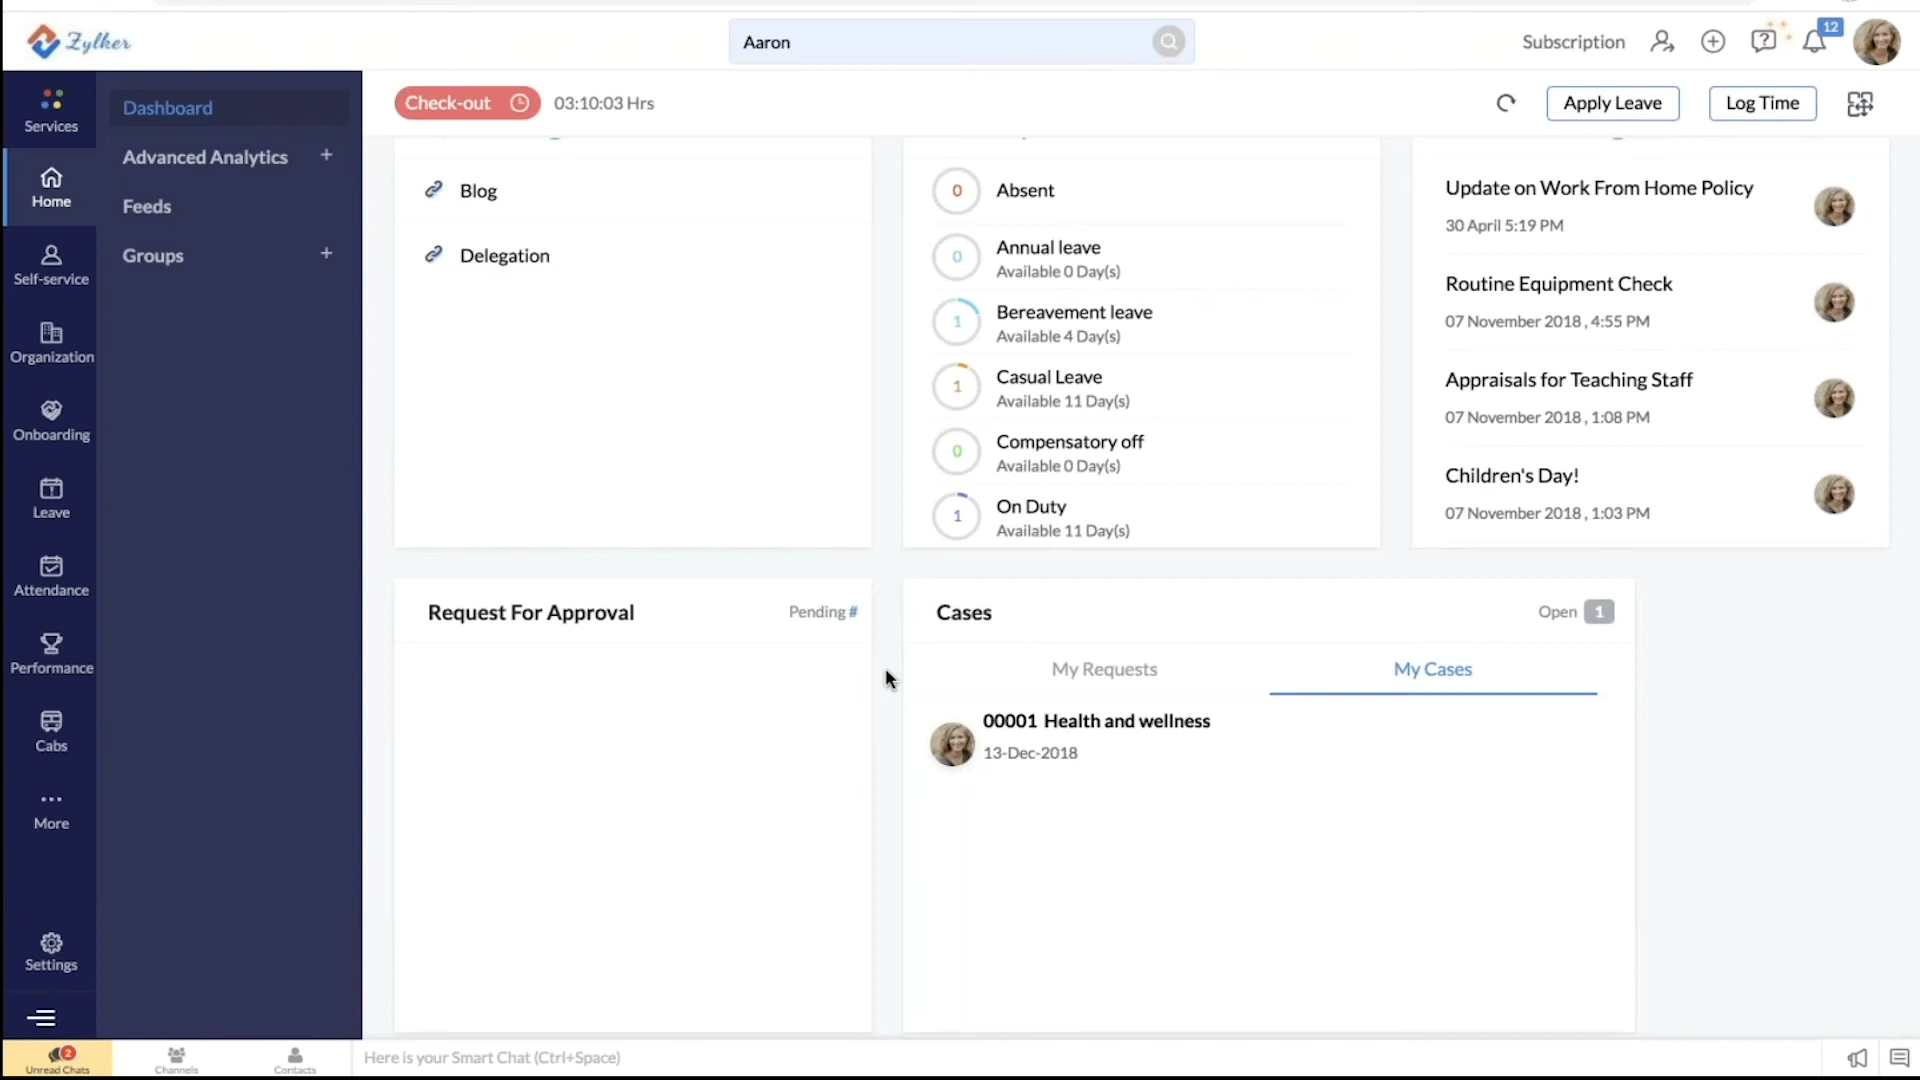 Zylker
Aaron
Subscription
12
Services
Home
Self-service
Organization
Onboarding
Leave
Attendance
Performance
Cabs
More
Settings
Dashboard
Advanced Analytics +
Feeds
Groups +
Check-out 03:10:03 Hrs
Apply Leave
Log Time
Blog
Delegation
0 Absent
0 Annual leave
Available 0 Day(s)
1 Bereavement leave
Available 4 Day(s)
1 Casual Leave
Available 11 Day(s)
0 Compensatory off
Available 0 Day(s)
1 On Duty
Available 11 Day(s)
Update on Work From Home Policy
30 April 5:19 PM
Routine Equipment Check
07 November 2018 , 4:55 PM
Appraisals for Teaching Staff
07 November 2018 , 1:08 PM
Children's Day!
07 November 2018 , 1:03 PM
Request For Approval
Pending #
Cases
Open 1
My Requests
My Cases
00001 Health and wellness
13-Dec-2018
2
Unread Chats
Channels
Contacts
Here is your Smart Chat (Ctrl+Space)